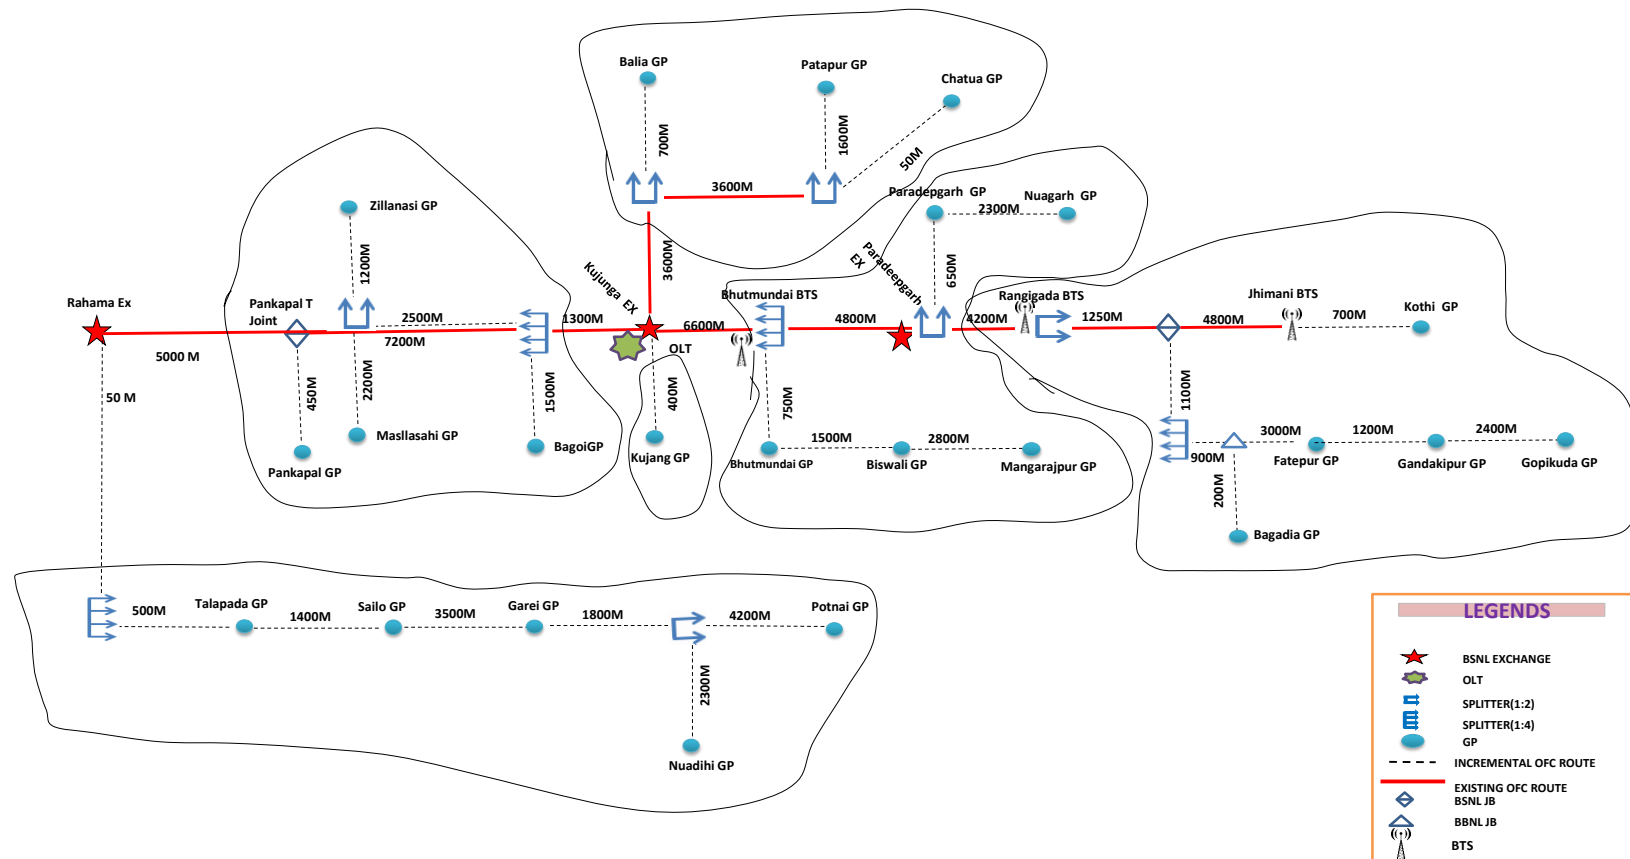 Balia GP
Patapur GP
Chatua GP
700M
1600M
50M
3600M
Paradepgarh GP
Nuagarh GP
2300M
Zillanasi GP
3600M
Paradeepgarh
EX
650M
1200M
Kujunga EX
Rahama Ex
Pankapal T
Joint
Bhutmundai BTS
Rangigada BTS
Jhimani BTS
Kothi GP
2500M
1300M
6600M
4800M
4200M
1250M
4800M
700M
7200M
5000 M
OLT
50 M
450M
2200M
1500M
400M
750M
1100M
Masllasahi GP
Pankapal GP
BagoiGP
Kujang GP
1500M
2800M
Bhutmundai GP
Biswali GP
Mangarajpur GP
3000M
1200M
2400M
900M
Fatepur GP
Gandakipur GP
Gopikuda GP
200M
Bagadia GP
500M
Talapada GP
1400M
Sailo GP
3500M
Garei GP
1800M
4200M
Potnai GP
2300M
Nuadihi GP
LEGENDS
BSNL EXCHANGE
OLT
SPLITTER(1:2)
SPLITTER(1:4)
GP
INCREMENTAL OFC ROUTE
EXISTING OFC ROUTE
BSNL JB
BBNL JB
BTS